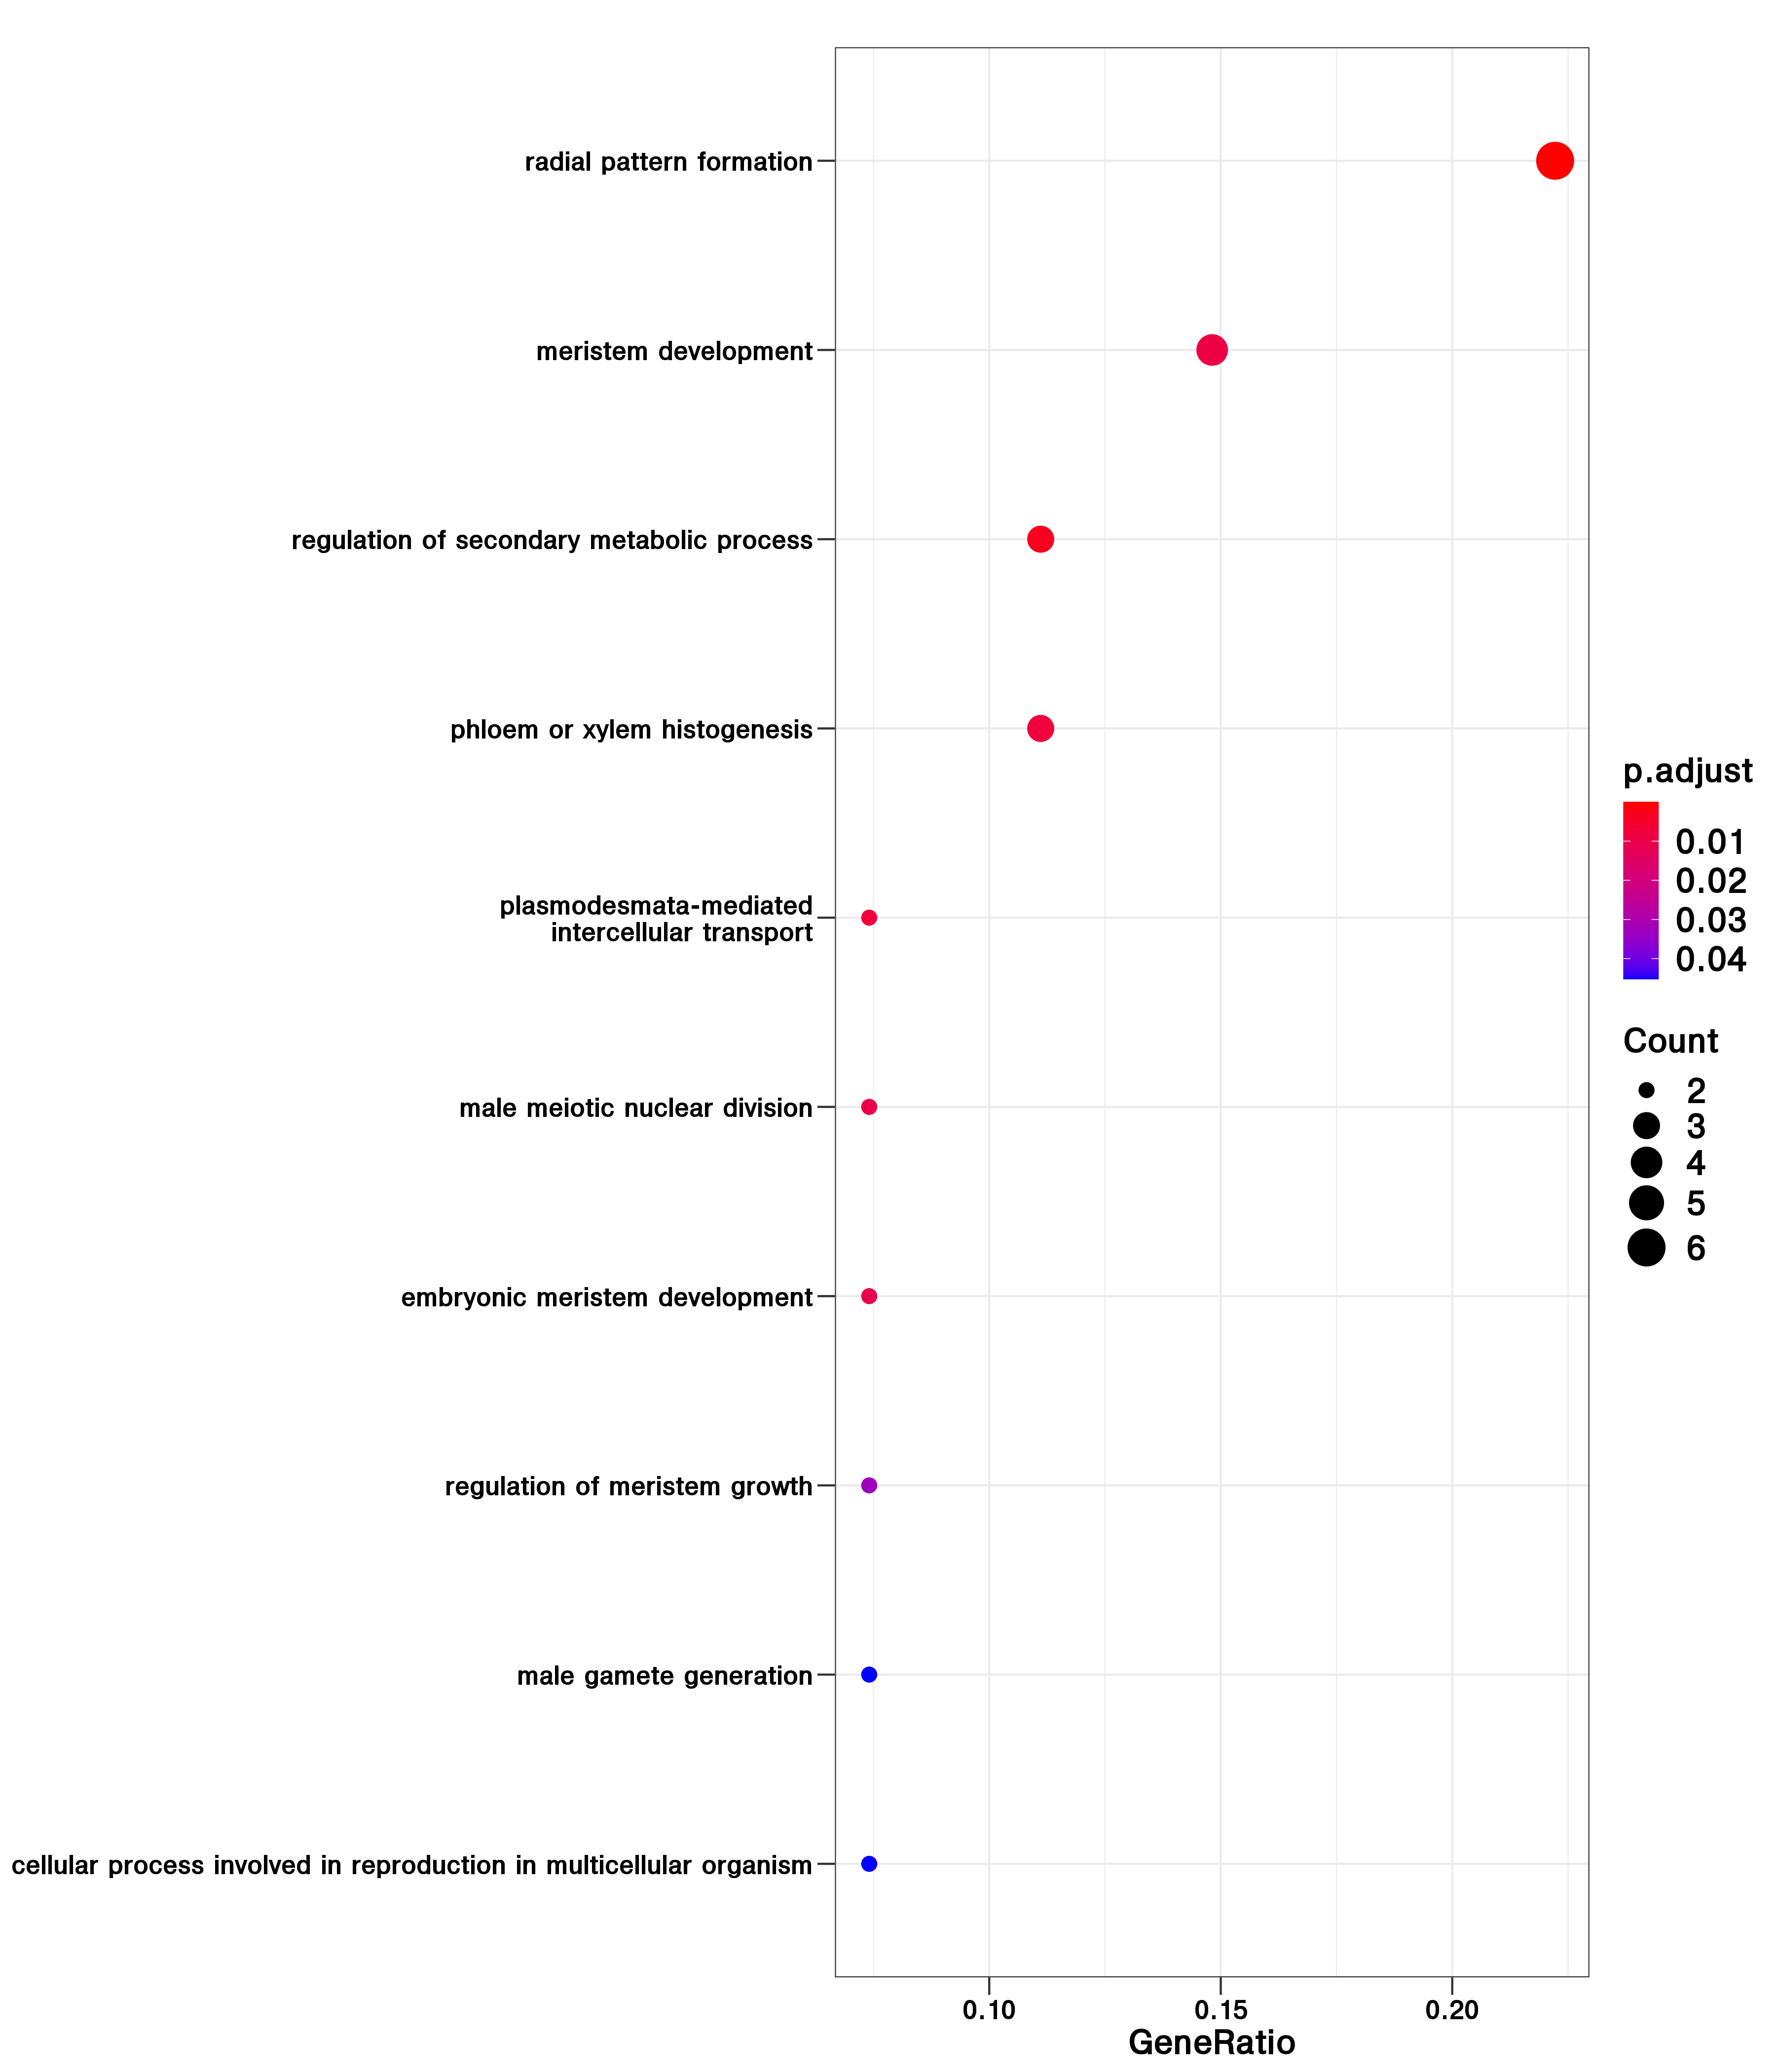 radial pattern formation
meristem development
regulation of secondary metabolic process
phloem or xylem histogenesis
plasmodesmata-mediated
intercellular transport
male meiotic nuclear division
embryonic meristem development
regulation of meristem growth
male gamete generation
cellular process involved in reproduction in multicellular organism
0.10
0.15
0.20
GeneRatio
p.adjust
0.01
0.02
0.03
0.04
Count
2
3
4
5
6